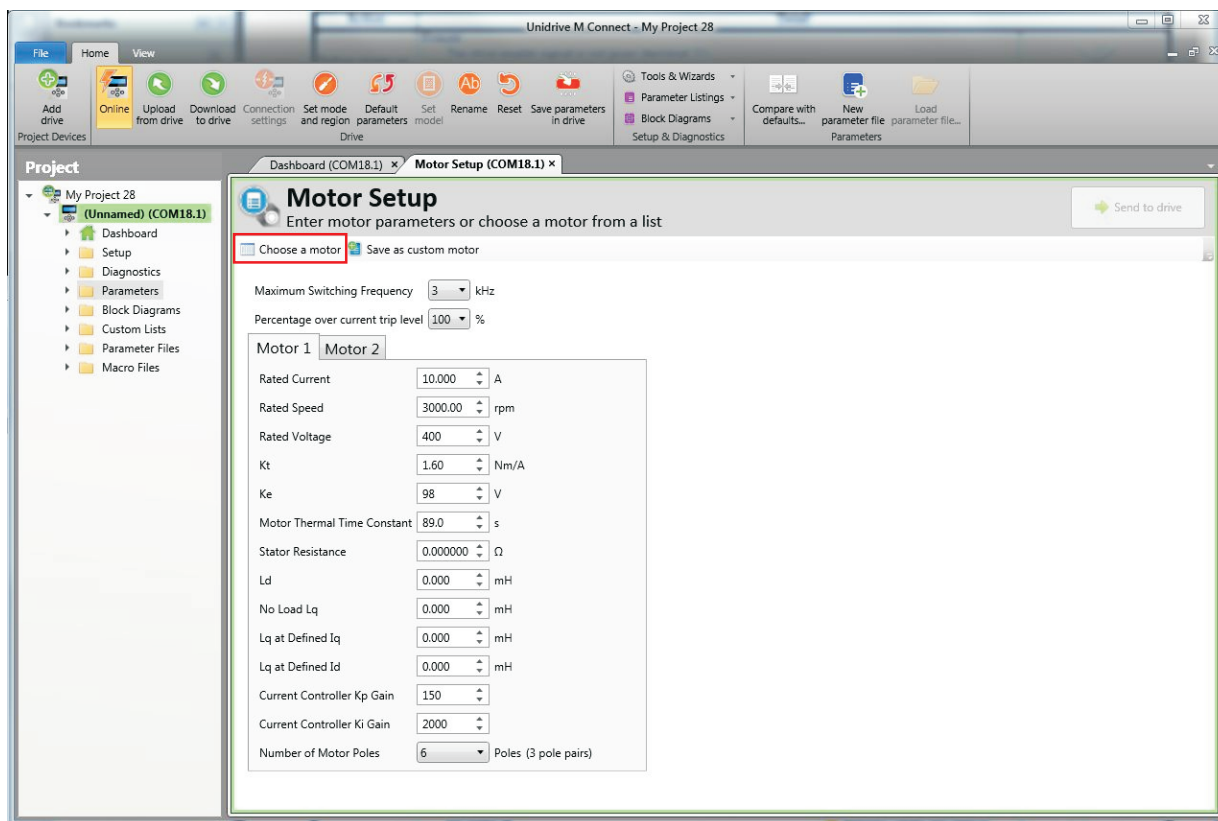 Unidrive M Connect - My Project 28
File Home View
Add drive
Online
Upload from drive
Download to drive
Connection settings
Set mode and region
Default parameters
Set model
Rename
Reset
Save parameters in drive
Tools & Wizards
Parameter Listings
Block Diagrams
Compare with defaults...
New parameter file
Load parameter file...
Project Devices Drive Setup & Diagnostics Parameters
Project
My Project 28
(Unnamed) (COM18.1)
Dashboard
Setup
Diagnostics
Parameters
Block Diagrams
Custom Lists
Parameter Files
Macro Files
Dashboard (COM18.1) × Motor Setup (COM18.1) ×
Motor Setup
Enter motor parameters or choose a motor from a list
Send to drive
Choose a motor Save as custom motor
Maximum Switching Frequency 3 kHz
Percentage over current trip level 100 %
Motor 1 Motor 2
Rated Current 10.000 A
Rated Speed 3000.00 rpm
Rated Voltage 400 V
Kt 1.60 Nm/A
Ke 98 V
Motor Thermal Time Constant 89.0 s
Stator Resistance 0.000000 Ω
Ld 0.000 mH
No Load Lq 0.000 mH
Lq at Defined Iq 0.000 mH
Lq at Defined Id 0.000 mH
Current Controller Kp Gain 150
Current Controller Ki Gain 2000
Number of Motor Poles 6 Poles (3 pole pairs)